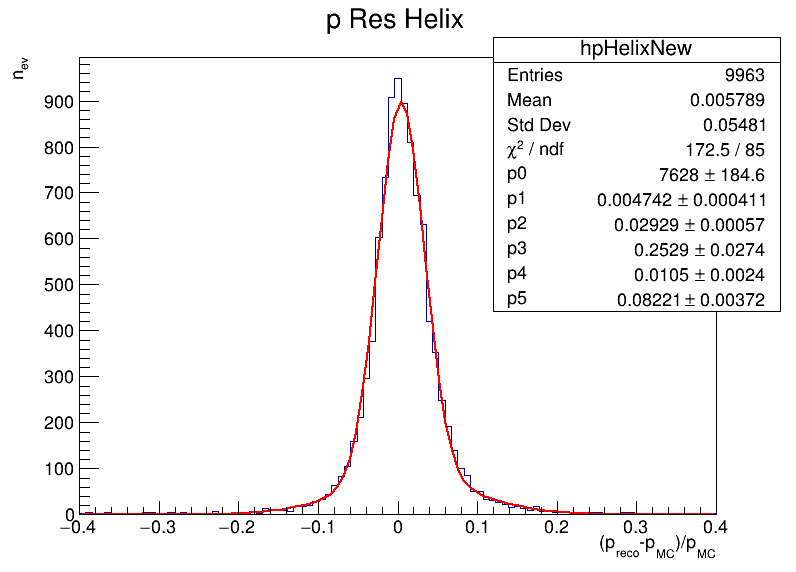 p Res Helix
hpHelixNew
Entries 9963
Mean 0.005789
Std Dev 0.05481
χ² / ndf 172.5 / 85
p0 7628 ± 184.6
p1 0.004742 ± 0.000411
p2 0.02929 ± 0.00057
p3 0.2529 ± 0.0274
p4 0.0105 ± 0.0024
p5 0.08221 ± 0.00372
n_ev
900
800
700
600
500
400
300
200
100
0
−0.4 −0.3 −0.2 −0.1 0 0.1 0.2 0.3 0.4
(p_reco-p_MC)/p_MC